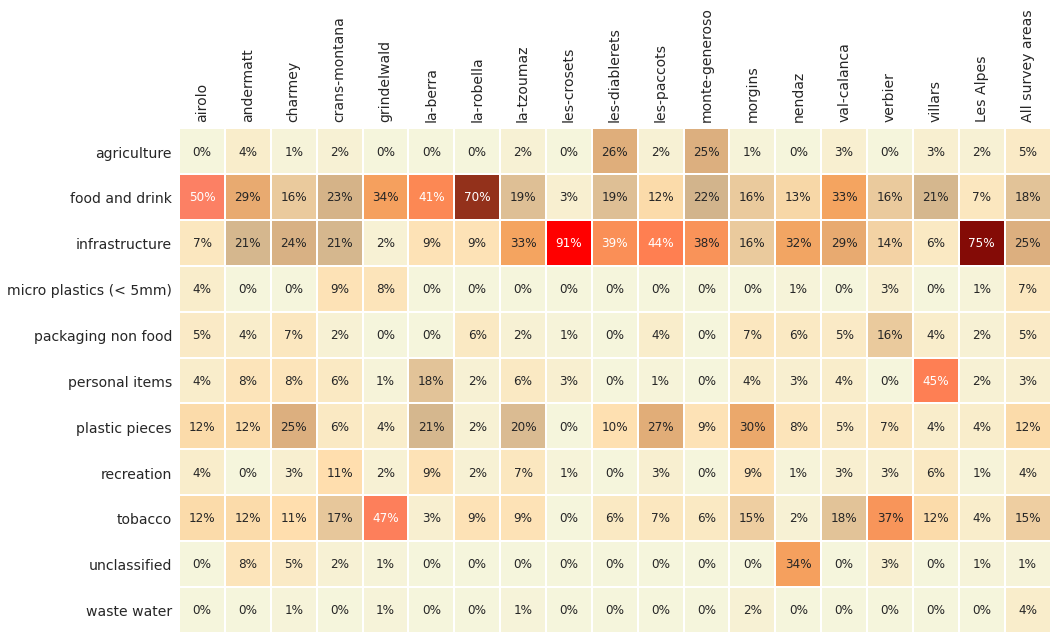 airolo andermatt charmey crans-montana grindelwald la-berra la-robella la-tzoumaz les-crosets les-diablerets les-paccots monte-generoso morgins nendaz val-calanca verbier villars Les Alpes All survey areas
agriculture 0% 4% 1% 2% 0% 0% 0% 2% 0% 26% 2% 25% 1% 0% 3% 0% 3% 2% 5%
food and drink 50% 29% 16% 23% 34% 41% 70% 19% 3% 19% 12% 22% 16% 13% 33% 16% 21% 7% 18%
infrastructure 7% 21% 24% 21% 2% 9% 9% 33% 91% 39% 44% 38% 16% 32% 29% 14% 6% 75% 25%
micro plastics (< 5mm) 4% 0% 0% 9% 8% 0% 0% 0% 0% 0% 0% 0% 0% 1% 0% 3% 0% 1% 7%
packaging non food 5% 4% 7% 2% 0% 0% 6% 2% 1% 0% 4% 0% 7% 6% 5% 16% 4% 2% 5%
personal items 4% 8% 8% 6% 1% 18% 2% 6% 3% 0% 1% 0% 4% 3% 4% 0% 45% 2% 3%
plastic pieces 12% 12% 25% 6% 4% 21% 2% 20% 0% 10% 27% 9% 30% 8% 5% 7% 4% 4% 12%
recreation 4% 0% 3% 11% 2% 9% 2% 7% 1% 0% 3% 0% 9% 1% 3% 3% 6% 1% 4%
tobacco 12% 12% 11% 17% 47% 3% 9% 9% 0% 6% 7% 6% 15% 2% 18% 37% 12% 4% 15%
unclassified 0% 8% 5% 2% 1% 0% 0% 0% 0% 0% 0% 0% 0% 34% 0% 3% 0% 1% 1%
waste water 0% 0% 1% 0% 1% 0% 0% 1% 0% 0% 0% 0% 2% 0% 0% 0% 0% 0% 4%